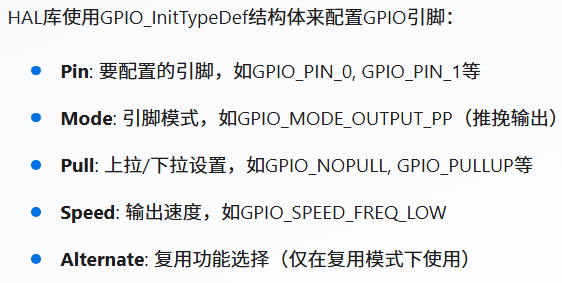 HAL库使用GPIO_InitTypeDef结构体来配置GPIO引脚：
Pin: 要配置的引脚，如GPIO_PIN_0, GPIO_PIN_1等
Mode: 引脚模式，如GPIO_MODE_OUTPUT_PP（推挽输出）
Pull: 上拉/下拉设置，如GPIO_NOPULL, GPIO_PULLUP等
Speed: 输出速度，如GPIO_SPEED_FREQ_LOW
Alternate: 复用功能选择（仅在复用模式下使用）